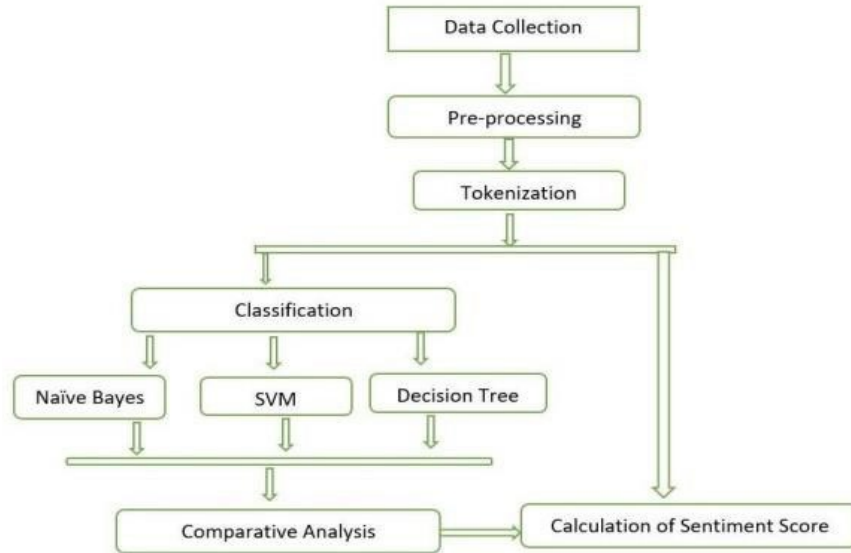 Data Collection
Pre-processing
Tokenization
Classification
Naïve Bayes
SVM
Decision Tree
Comparative Analysis
Calculation of Sentiment Score